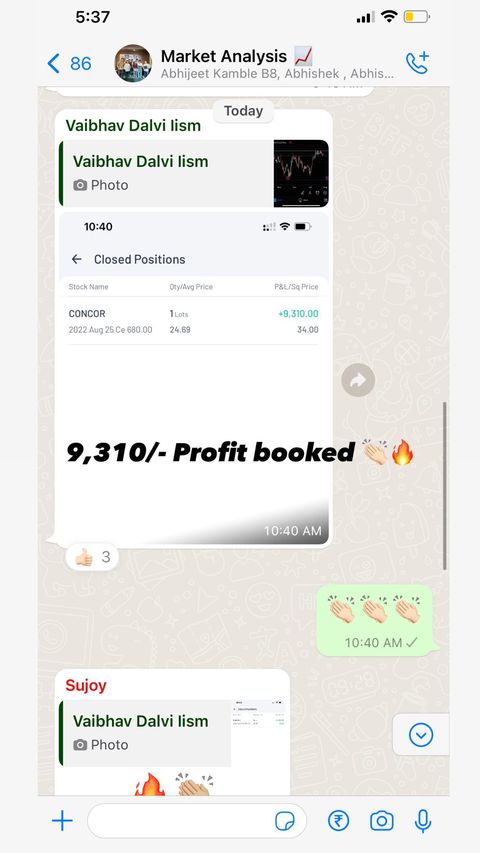 5:37
86
Market Analysis 📈
Abhijeet Kamble B8, Abhishek , Abhis...
Today
Vaibhav Dalvi Iism
Vaibhav Dalvi Iism
Photo
10:40
Closed Positions
Stock Name Qty/Avg Price P&L/Sq Price
CONCOR 1 Lots +9,310.00
2022 Aug 25 Ce 680.00 24.69 34.00
9,310/- Profit booked 👏🏻🔥
10:40 AM
👍🏻 3
👏🏻👏🏻👏🏻
10:40 AM
Sujoy
Vaibhav Dalvi Iism
Photo
🔥👏🏻